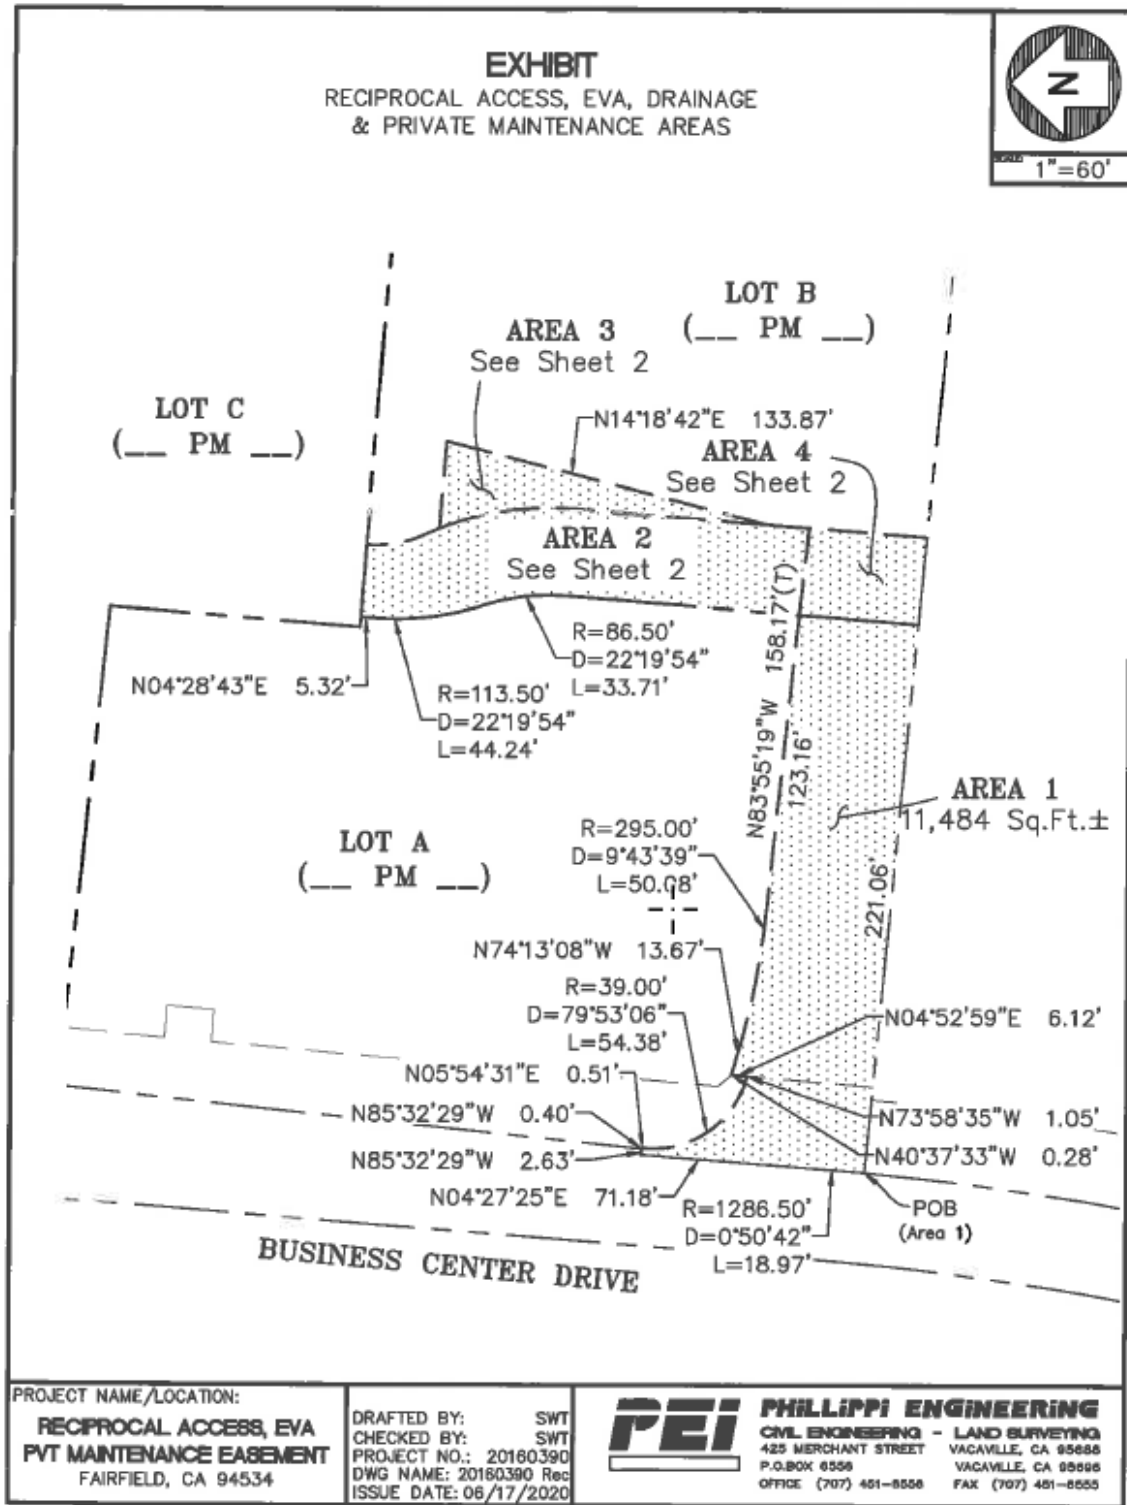 EXHIBIT
RECIPROCAL ACCESS, EVA, DRAINAGE
& PRIVATE MAINTENANCE AREAS
N
1"=60'
LOT B
(__ PM __)
AREA 3
See Sheet 2
LOT C
(__ PM __)
N14°18'42"E 133.87'
AREA 4
See Sheet 2
AREA 2
See Sheet 2
N83°55'19"W 158.17'(T)
123.16'
R=86.50'
D=22°19'54"
L=33.71'
N04°28'43"E 5.32'
R=113.50'
D=22°19'54"
L=44.24'
AREA 1
11,484 Sq.Ft.±
221.06'
LOT A
(__ PM __)
R=295.00'
D=9°43'39"
L=50.08'
N74°13'08"W 13.67'
R=39.00'
D=79°53'06"
L=54.38'
N04°52'59"E 6.12'
N05°54'31"E 0.51'
N85°32'29"W 0.40'
N73°58'35"W 1.05'
N85°32'29"W 2.63'
N40°37'33"W 0.28'
N04°27'25"E 71.18'
R=1286.50'
D=0°50'42"
L=18.97'
POB
(Area 1)
BUSINESS CENTER DRIVE
PROJECT NAME/LOCATION:
RECIPROCAL ACCESS, EVA
PVT MAINTENANCE EASEMENT
FAIRFIELD, CA 94534
DRAFTED BY: SWT
CHECKED BY: SWT
PROJECT NO.: 20160390
DWG NAME: 20160390 Rec
ISSUE DATE: 06/17/2020
PEI
PHILLIPPI ENGINEERING
CIVIL ENGINEERING - LAND SURVEYING
425 MERCHANT STREET VACAVILLE, CA 95688
P.O.BOX 6556 VACAVILLE, CA 95696
OFFICE (707) 451-6556 FAX (707) 451-6555